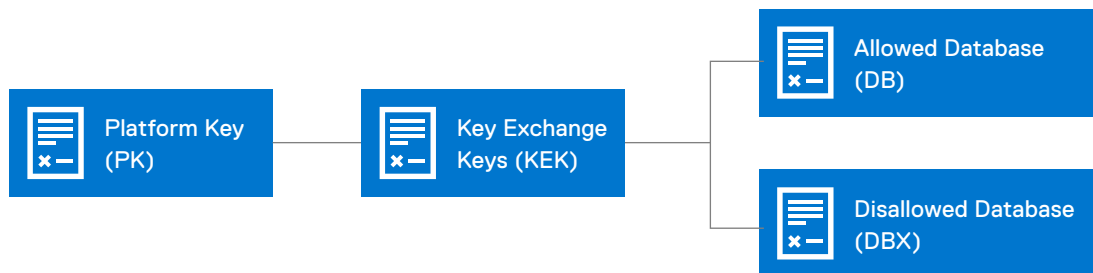 Platform Key
(PK)
Key Exchange
Keys (KEK)
Allowed Database
(DB)
Disallowed Database
(DBX)